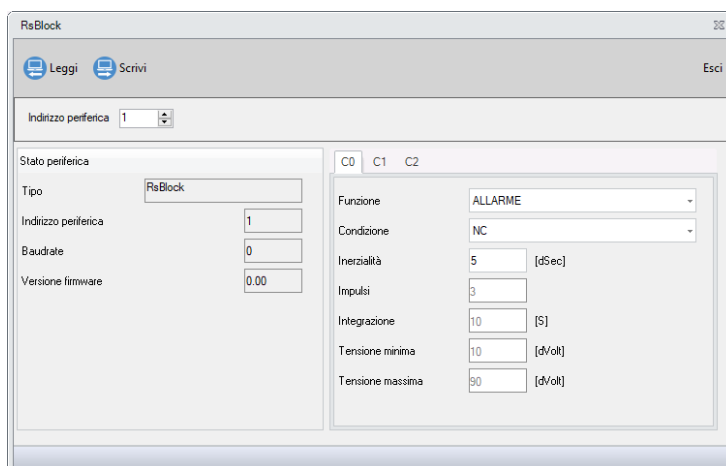 RsBlock
Leggi Scrivi Esci
Indirizzo periferica 1
Stato periferica
Tipo RsBlock
Indirizzo periferica 1
Baudrate 0
Versione firmware 0.00
C0 C1 C2
Funzione ALLARME
Condizione NC
Inerzialità 5 [dSec]
Impulsi 3
Integrazione 10 [S]
Tensione minima 10 [dVolt]
Tensione massima 90 [dVolt]